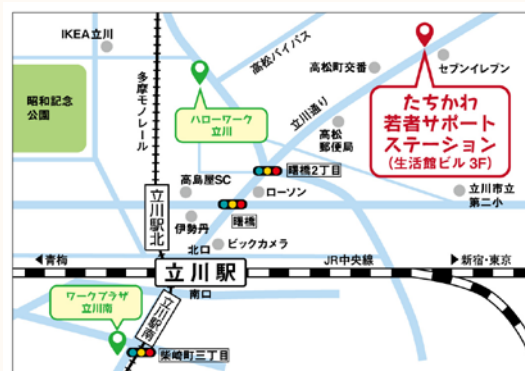 IKEA立川
高松バイパス
高松町交番
セブンイレブン
昭和記念
公園
多摩モノレール
ハローワーク
立川
立川通り
高松
郵便局
たちかわ
若者サポート
ステーション
(生活館ビル 3F)
曙橋2丁目
高島屋SC
ローソン
立川市立
第二小
立川駅北
伊勢丹
曙橋
北口
ビックカメラ
◀青梅
立川駅
JR中央線
▶新宿・東京
南口
ワークプラザ
立川南
立川駅南
柴崎町三丁目